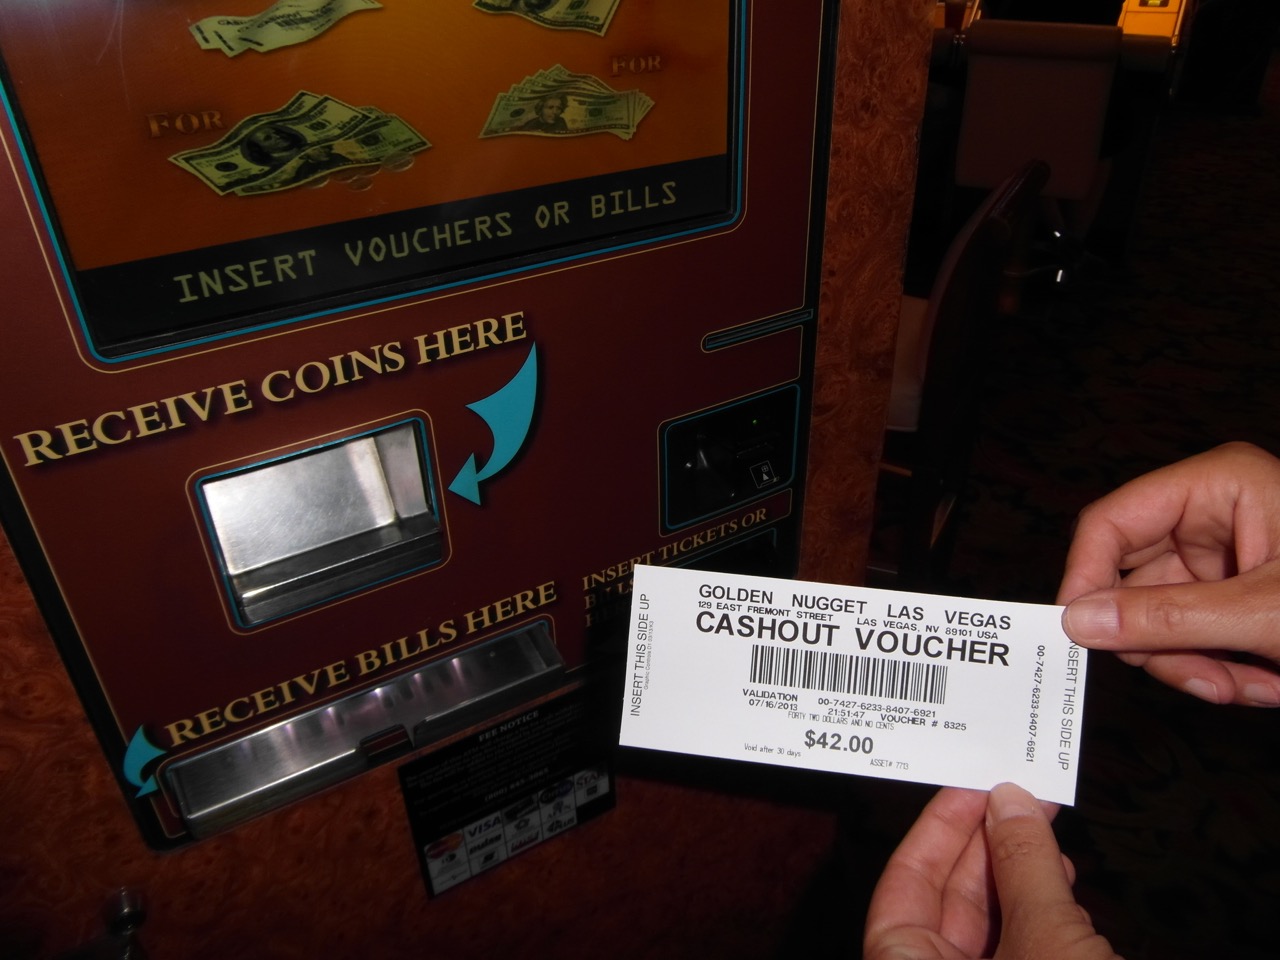 FOR
FOR
INSERT VOUCHERS OR BILLS
RECEIVE COINS HERE
INSERT TICKETS OR
BILLS
RECEIVE BILLS HERE
FEE NOTICE
VISA
STAR
INSERT THIS SIDE UP
GOLDEN NUGGET LAS VEGAS
129 EAST FREMONT STREET LAS VEGAS, NV 89101 USA
CASHOUT VOUCHER
VALIDATION 00-7427-6233-8407-6921
07/16/2013 21:51:47 VOUCHER # 8325
FORTY TWO DOLLARS AND NO CENTS
$42.00
Void after 30 days
ASSET# 7713
00-7427-6233-8407-6921
INSERT THIS SIDE UP